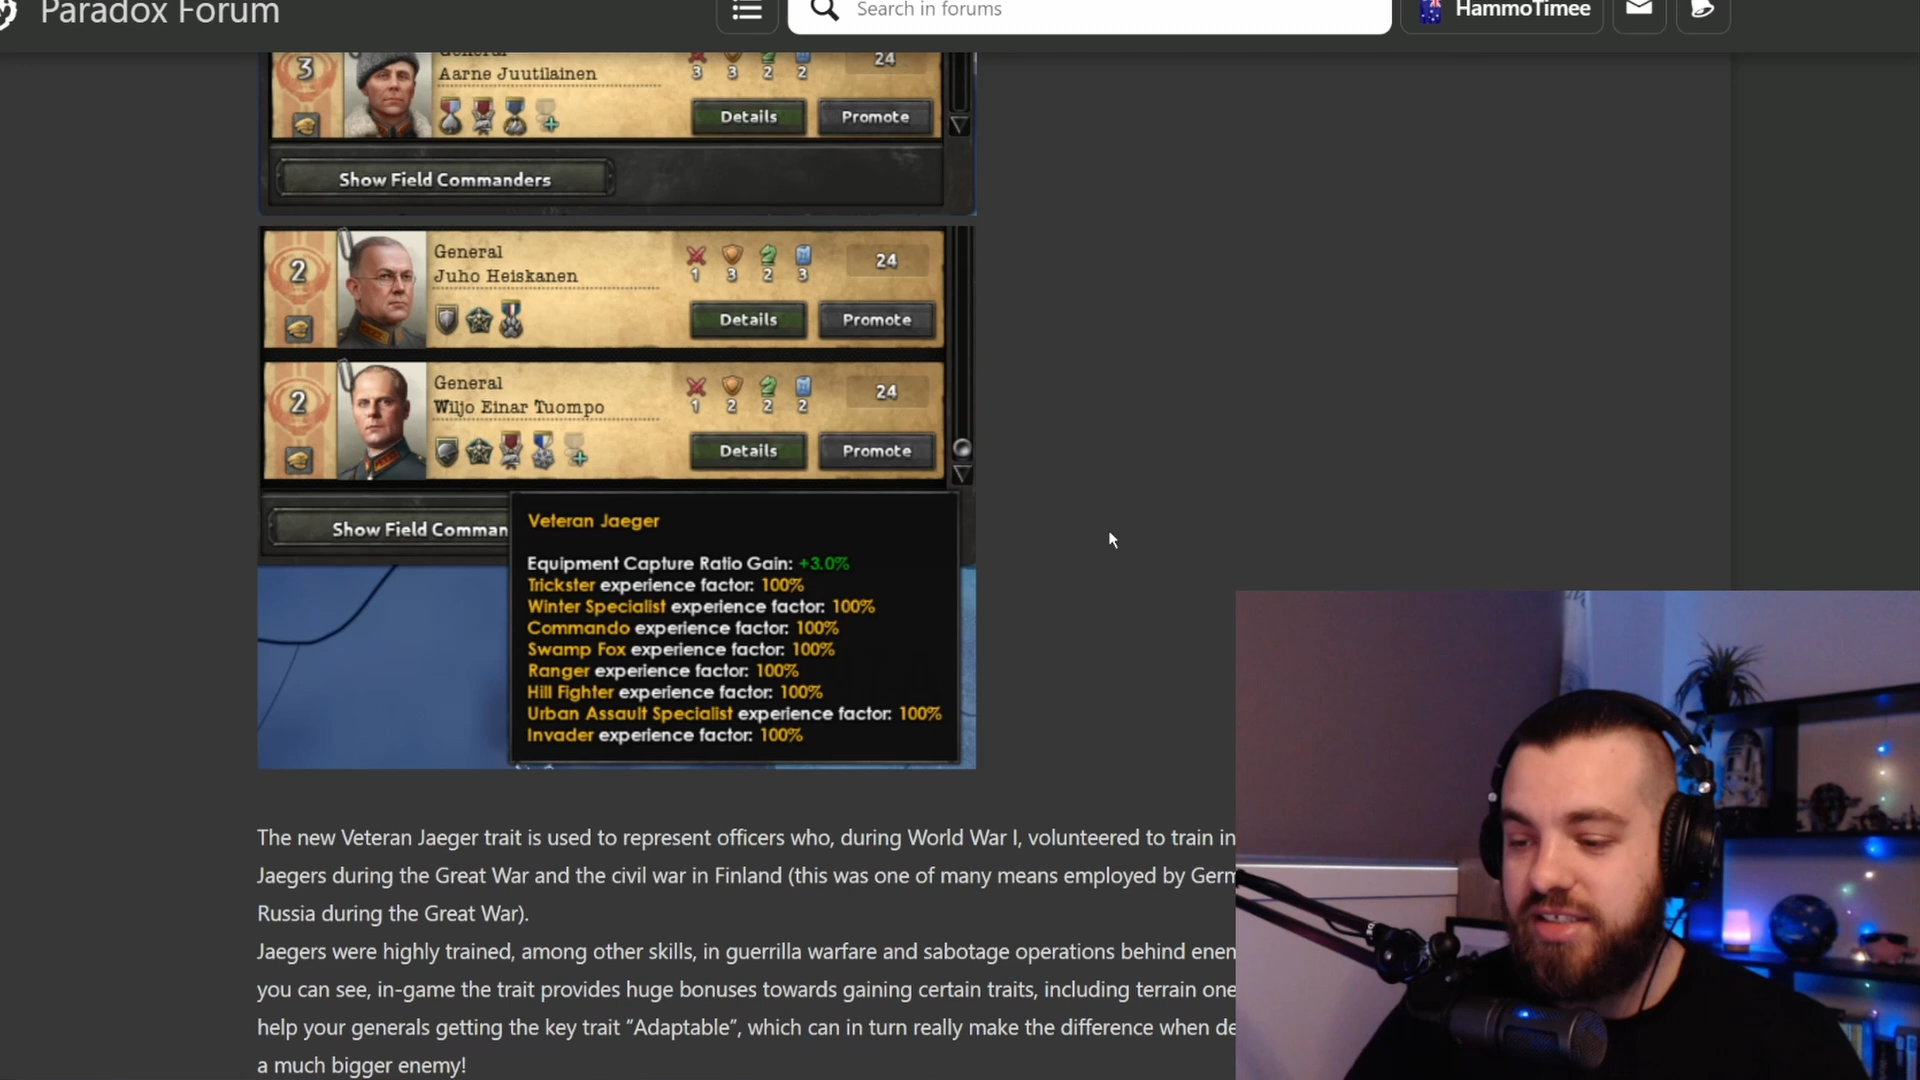 Paradox Forum
Search in forums
HammoTimee
3
General
Aarne Juutilainen
3 3 2 2
24
Details
Promote
Show Field Commanders
2
General
Juho Heiskanen
1 3 2 3
24
Details
Promote
2
General
Wiljo Einar Tuompo
1 2 2 2
24
Details
Promote
Show Field Comman
Veteran Jaeger
Equipment Capture Ratio Gain: +3.0%
Trickster experience factor: 100%
Winter Specialist experience factor: 100%
Commando experience factor: 100%
Swamp Fox experience factor: 100%
Ranger experience factor: 100%
Hill Fighter experience factor: 100%
Urban Assault Specialist experience factor: 100%
Invader experience factor: 100%
The new Veteran Jaeger trait is used to represent officers who, during World War I, volunteered to train in
Jaegers during the Great War and the civil war in Finland (this was one of many means employed by Germ
Russia during the Great War).
Jaegers were highly trained, among other skills, in guerrilla warfare and sabotage operations behind enem
you can see, in-game the trait provides huge bonuses towards gaining certain traits, including terrain one
help your generals getting the key trait “Adaptable”, which can in turn really make the difference when de
a much bigger enemy!